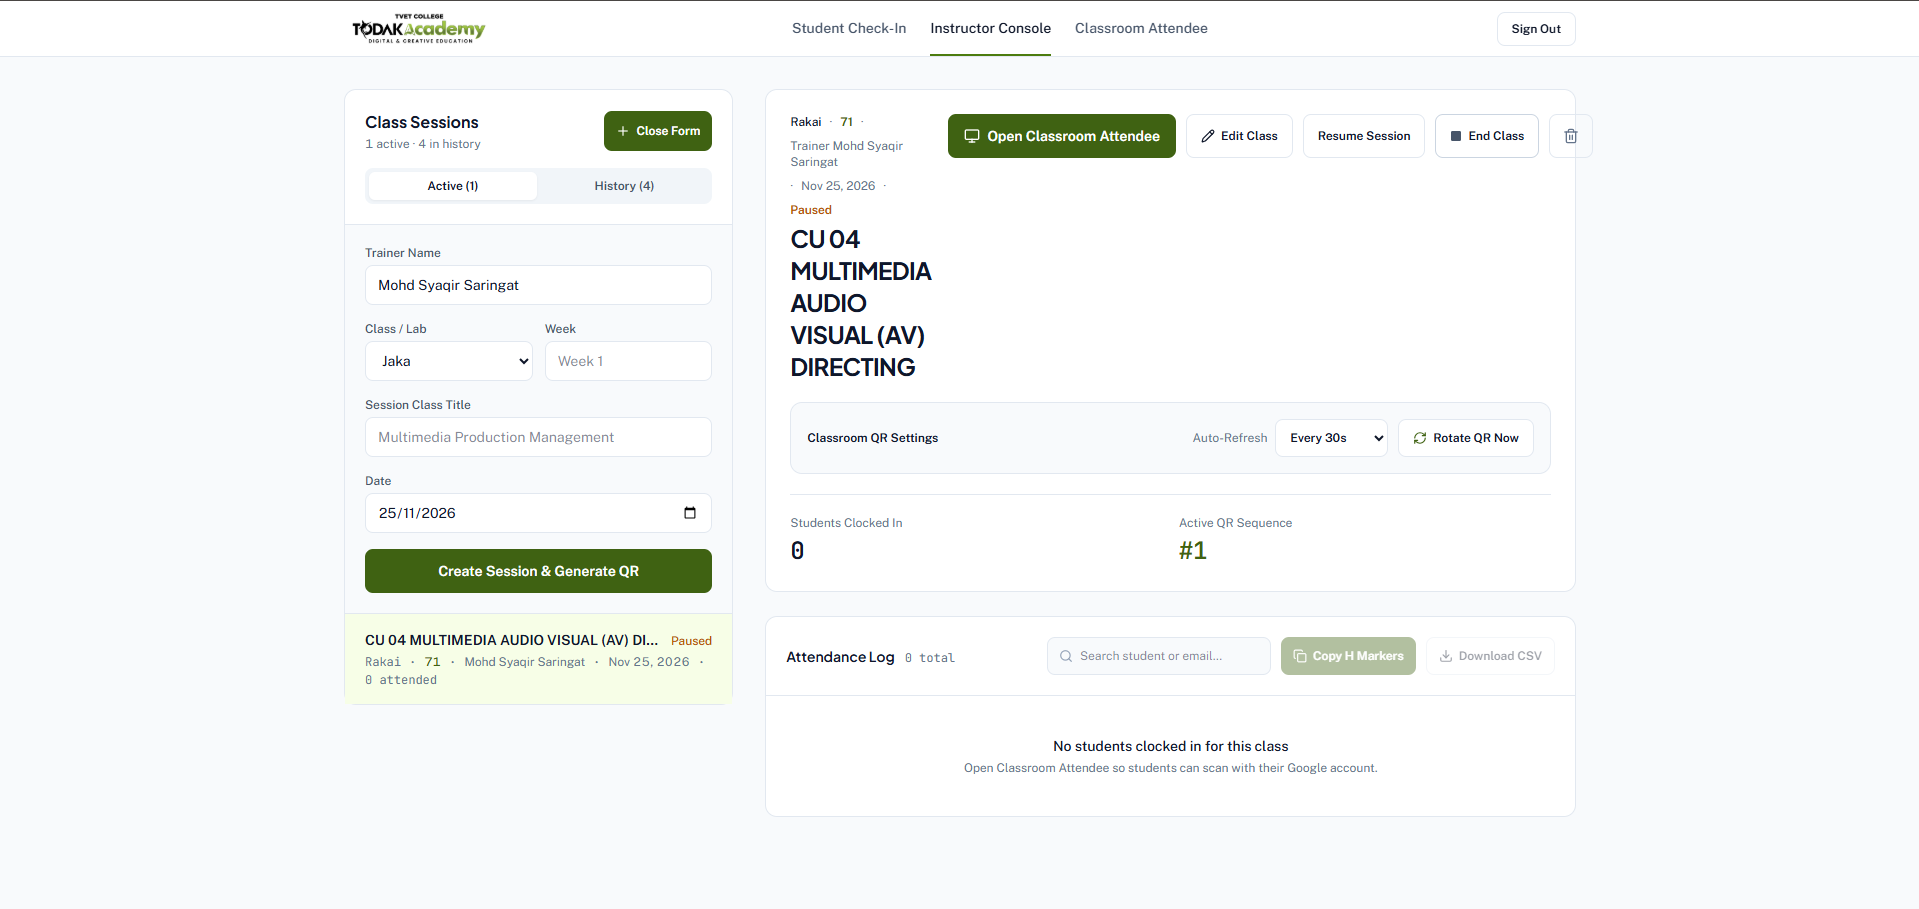 TVET COLLEGE
TODAK Academy
DIGITAL & CREATIVE EDUCATION
Student Check-In
Instructor Console
Classroom Attendee
Sign Out
Class Sessions
1 active · 4 in history
+ Close Form
Active (1)
History (4)
Trainer Name
Mohd Syaqir Saringat
Class / Lab
Week
Jaka
Week 1
Session Class Title
Multimedia Production Management
Date
25/11/2026
Create Session & Generate QR
CU 04 MULTIMEDIA AUDIO VISUAL (AV) DI...
Paused
Rakai · 71 · Mohd Syaqir Saringat · Nov 25, 2026 ·
0 attended
Rakai · 71 ·
Trainer Mohd Syaqir
Saringat
· Nov 25, 2026 ·
Paused
CU 04
MULTIMEDIA
AUDIO
VISUAL (AV)
DIRECTING
Open Classroom Attendee
Edit Class
Resume Session
End Class
Classroom QR Settings
Auto-Refresh
Every 30s
Rotate QR Now
Students Clocked In
0
Active QR Sequence
#1
Attendance Log
0 total
Search student or email...
Copy H Markers
Download CSV
No students clocked in for this class
Open Classroom Attendee so students can scan with their Google account.